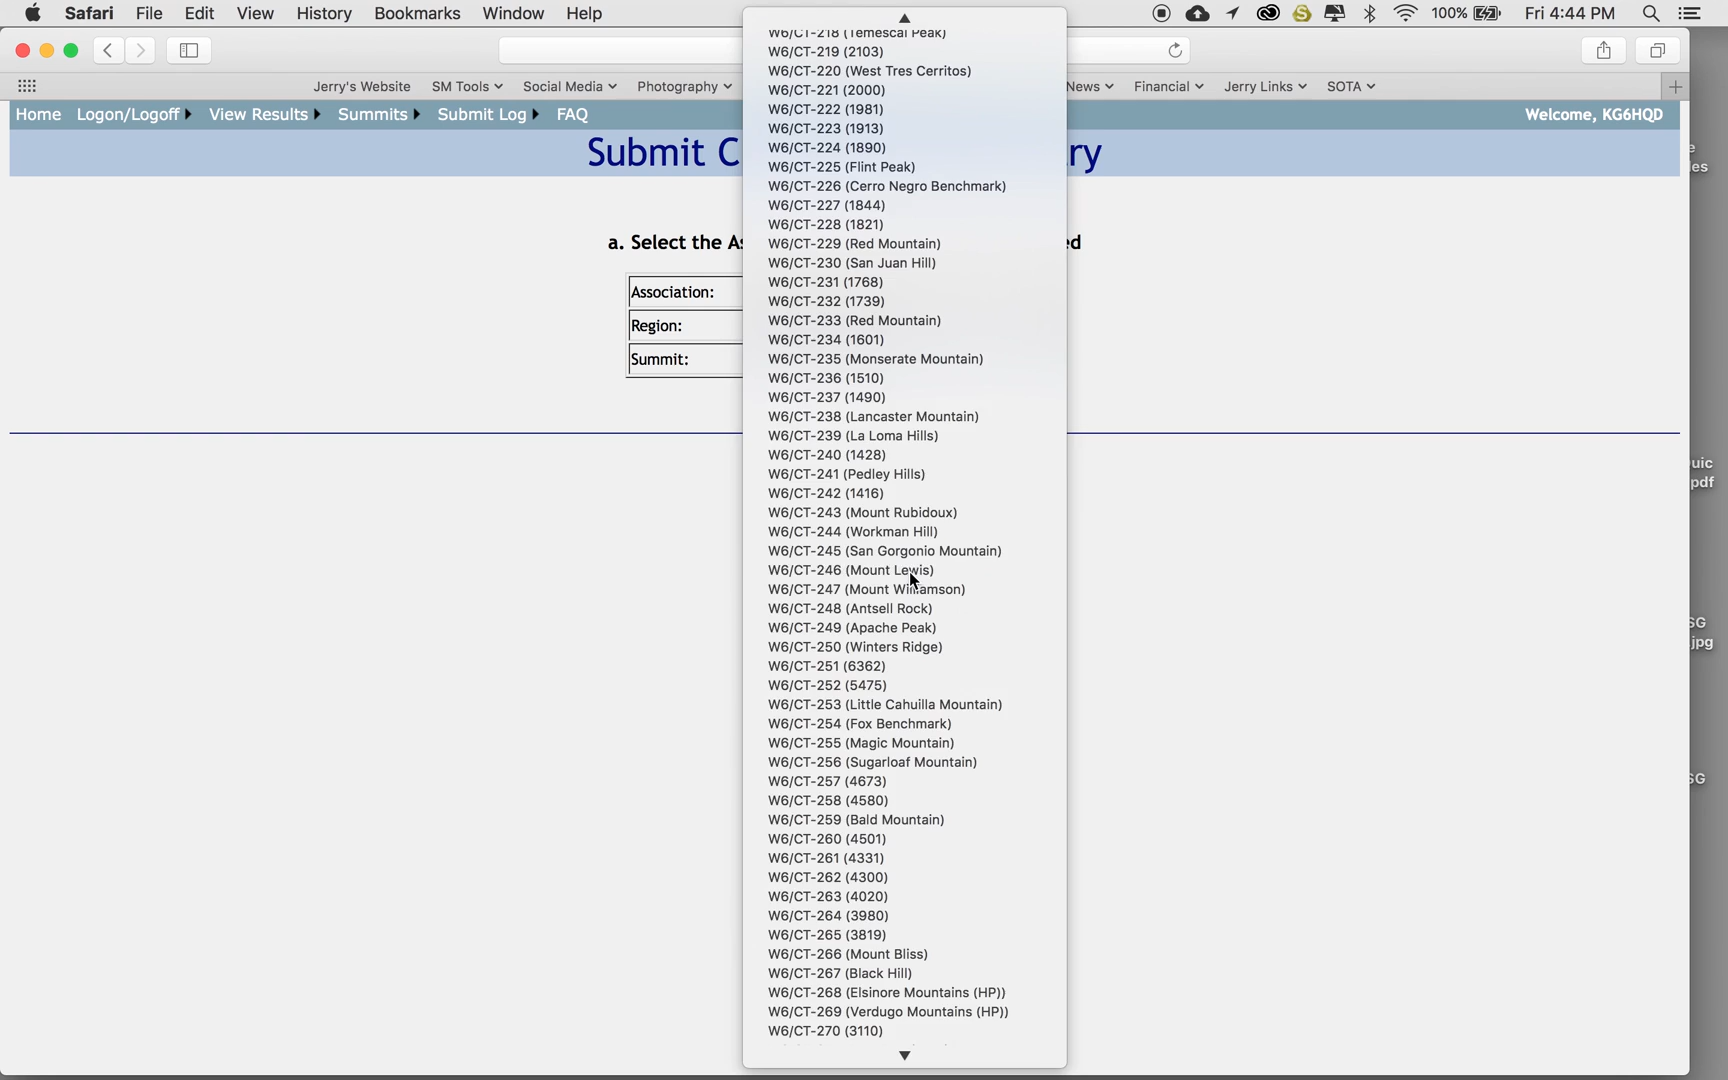 Safari File Edit View History Bookmarks Window Help 100% Fri 4:44 PM
Jerry's Website SM Tools Social Media Photography News Financial Jerry Links SOTA
Home Logon/Logoff View Results Summits Submit Log FAQ Welcome, KG6HQD
Submit C ry
a. Select the As ed
Association:
Region:
Summit:
W6/CT-218 (Temescal Peak)
W6/CT-219 (2103)
W6/CT-220 (West Tres Cerritos)
W6/CT-221 (2000)
W6/CT-222 (1981)
W6/CT-223 (1913)
W6/CT-224 (1890)
W6/CT-225 (Flint Peak)
W6/CT-226 (Cerro Negro Benchmark)
W6/CT-227 (1844)
W6/CT-228 (1821)
W6/CT-229 (Red Mountain)
W6/CT-230 (San Juan Hill)
W6/CT-231 (1768)
W6/CT-232 (1739)
W6/CT-233 (Red Mountain)
W6/CT-234 (1601)
W6/CT-235 (Monserate Mountain)
W6/CT-236 (1510)
W6/CT-237 (1490)
W6/CT-238 (Lancaster Mountain)
W6/CT-239 (La Loma Hills)
W6/CT-240 (1428)
W6/CT-241 (Pedley Hills)
W6/CT-242 (1416)
W6/CT-243 (Mount Rubidoux)
W6/CT-244 (Workman Hill)
W6/CT-245 (San Gorgonio Mountain)
W6/CT-246 (Mount Lewis)
W6/CT-247 (Mount Williamson)
W6/CT-248 (Antsell Rock)
W6/CT-249 (Apache Peak)
W6/CT-250 (Winters Ridge)
W6/CT-251 (6362)
W6/CT-252 (5475)
W6/CT-253 (Little Cahuilla Mountain)
W6/CT-254 (Fox Benchmark)
W6/CT-255 (Magic Mountain)
W6/CT-256 (Sugarloaf Mountain)
W6/CT-257 (4673)
W6/CT-258 (4580)
W6/CT-259 (Bald Mountain)
W6/CT-260 (4501)
W6/CT-261 (4331)
W6/CT-262 (4300)
W6/CT-263 (4020)
W6/CT-264 (3980)
W6/CT-265 (3819)
W6/CT-266 (Mount Bliss)
W6/CT-267 (Black Hill)
W6/CT-268 (Elsinore Mountains (HP))
W6/CT-269 (Verdugo Mountains (HP))
W6/CT-270 (3110)
e
les
uic
pdf
SG
jpg
SG